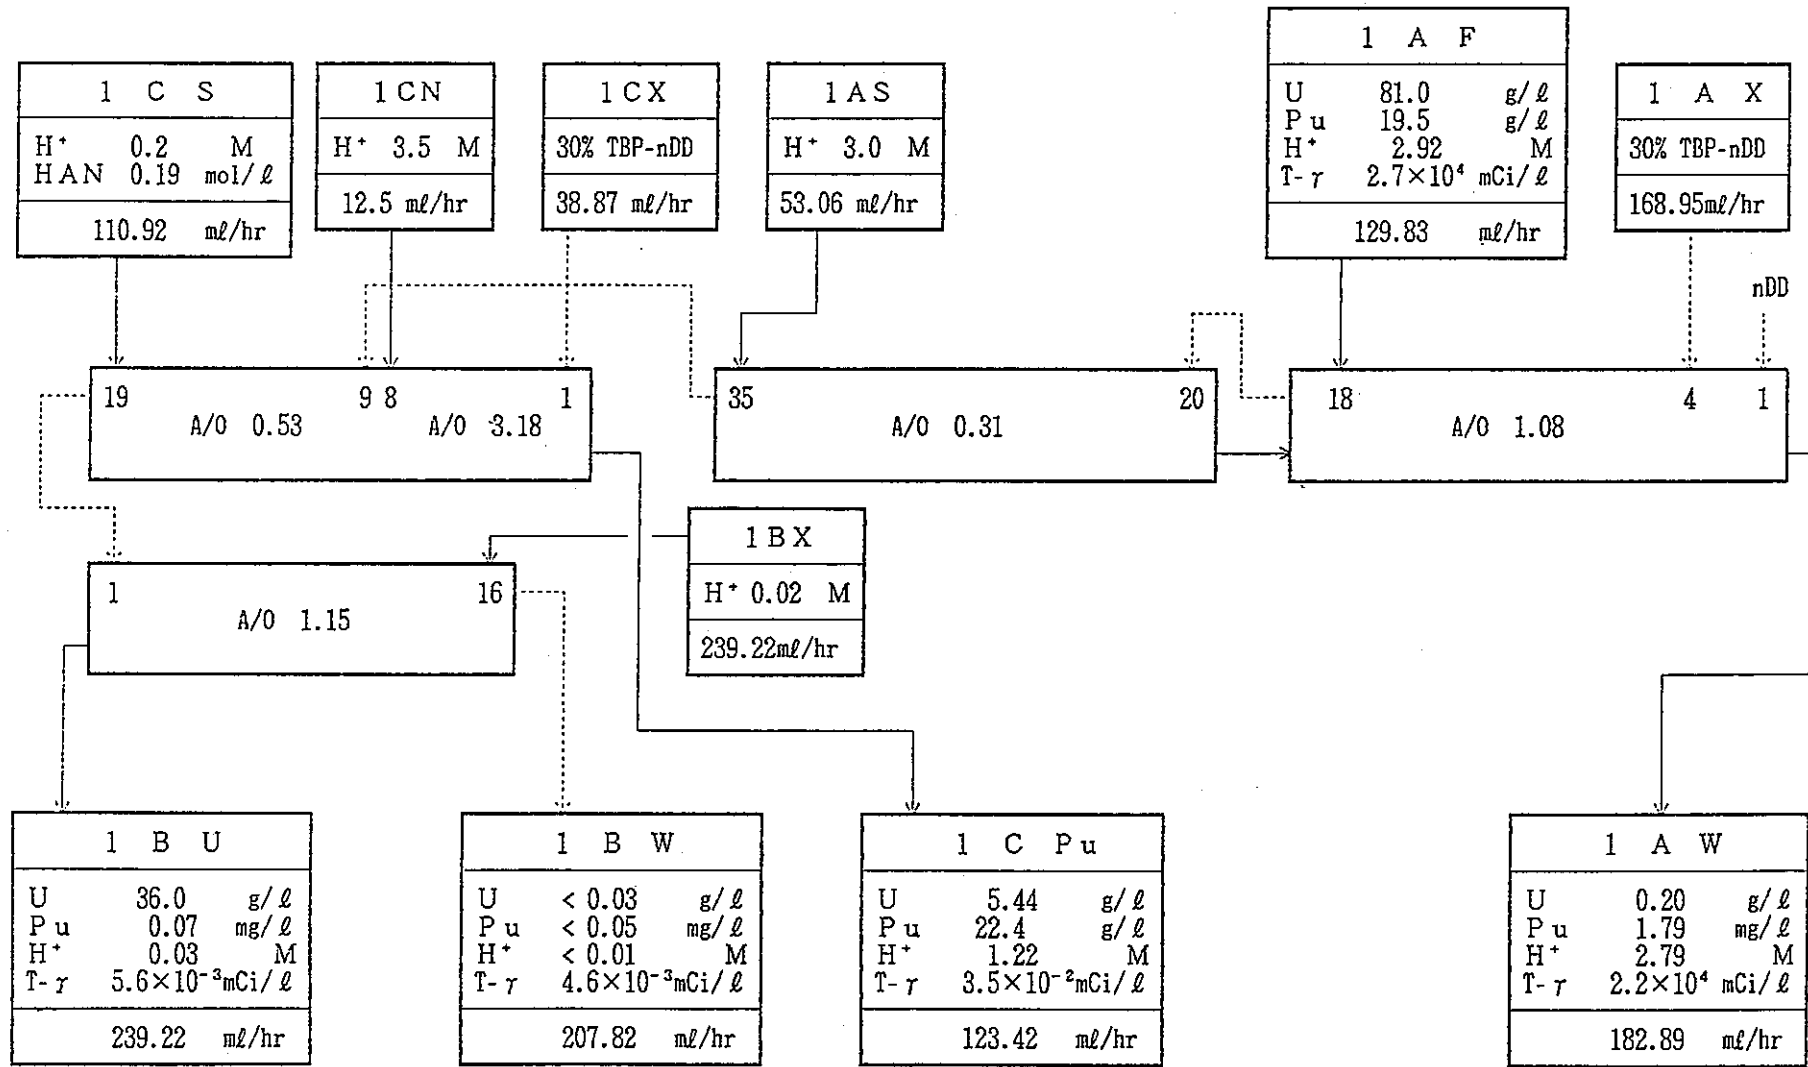 1 C S
H⁺ 0.2 M
HAN 0.19 mol/ℓ
110.92 mℓ/hr
1CN
H⁺ 3.5 M
12.5 mℓ/hr
1CX
30% TBP-nDD
38.87 mℓ/hr
1AS
H⁺ 3.0 M
53.06 mℓ/hr
1 A F
U 81.0 g/ℓ
Pu 19.5 g/ℓ
H⁺ 2.92 M
T-γ 2.7×10⁴ mCi/ℓ
129.83 mℓ/hr
1 A X
30% TBP-nDD
168.95mℓ/hr
nDD
19 9 8 1
A/O 0.53 A/O 3.18
35 20
A/O 0.31
18 4 1
A/O 1.08
1 16
A/O 1.15
1BX
H⁺ 0.02 M
239.22mℓ/hr
1 B U
U 36.0 g/ℓ
Pu 0.07 mg/ℓ
H⁺ 0.03 M
T-γ 5.6×10⁻³mCi/ℓ
239.22 mℓ/hr
1 B W
U < 0.03 g/ℓ
Pu < 0.05 mg/ℓ
H⁺ < 0.01 M
T-γ 4.6×10⁻³mCi/ℓ
207.82 mℓ/hr
1 C Pu
U 5.44 g/ℓ
Pu 22.4 g/ℓ
H⁺ 1.22 M
T-γ 3.5×10⁻²mCi/ℓ
123.42 mℓ/hr
1 A W
U 0.20 g/ℓ
Pu 1.79 mg/ℓ
H⁺ 2.79 M
T-γ 2.2×10⁴ mCi/ℓ
182.89 mℓ/hr